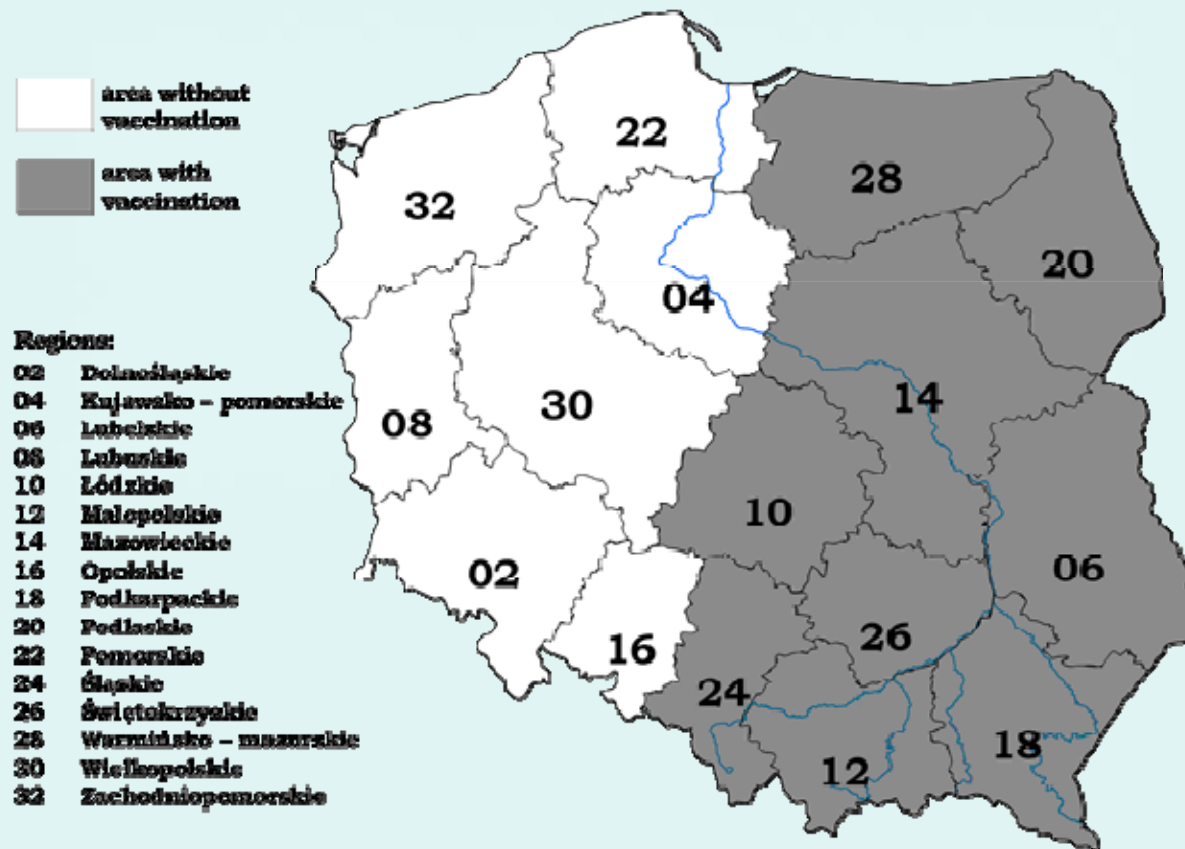 area without
vaccination
area with
vaccination
Regions:
02 Dolnośląskie
04 Kujawsko – pomorskie
06 Lubelskie
08 Lubuskie
10 Łódzkie
12 Małopolskie
14 Mazowieckie
16 Opolskie
18 Podkarpackie
20 Podlaskie
22 Pomorskie
24 Śląskie
26 Świętokrzyskie
28 Warmińsko – mazurskie
30 Wielkopolskie
32 Zachodniopomorskie
22
28
32
20
04
14
30
08
10
06
02
26
16
24
18
12